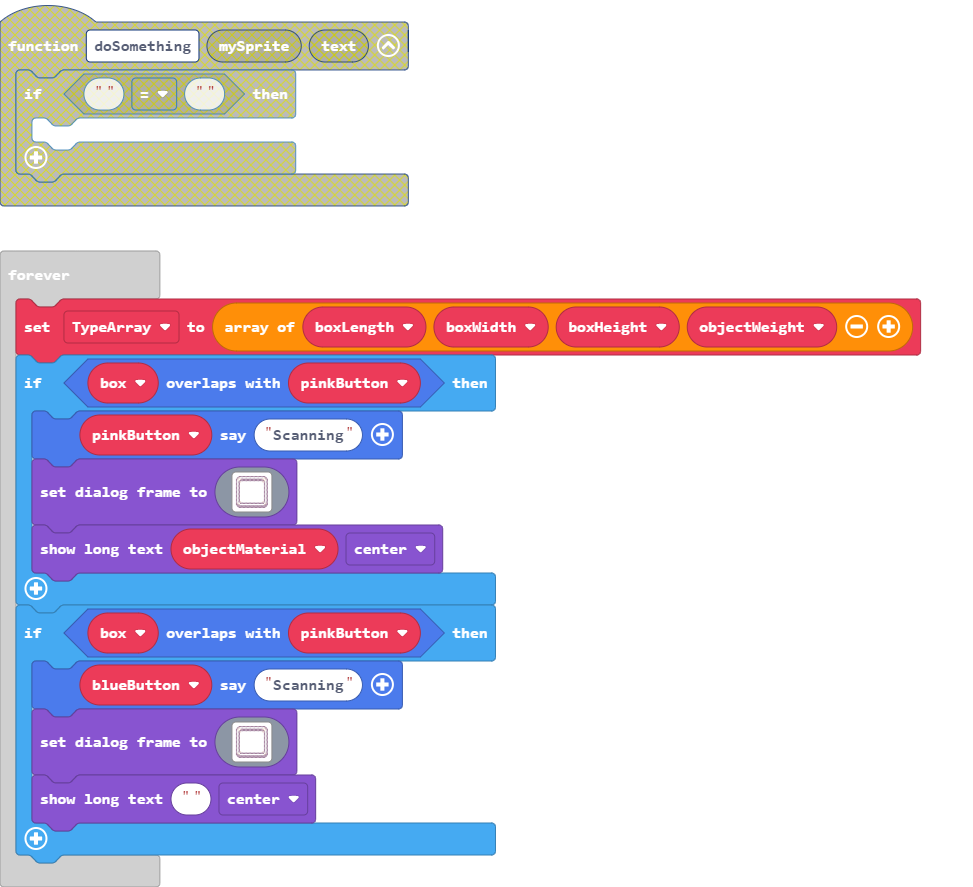 function doSomething mySprite text
if " " = " " then
forever
set TypeArray to array of boxLength boxWidth boxHeight objectWeight
if box overlaps with pinkButton then
pinkButton say "Scanning"
set dialog frame to
show long text objectMaterial center
if box overlaps with pinkButton then
blueButton say "Scanning"
set dialog frame to
show long text " " center